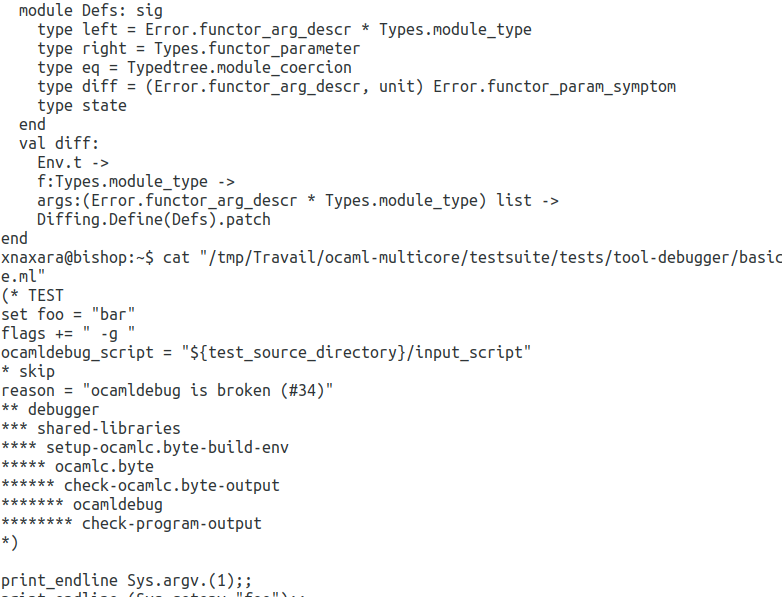 module Defs: sig
type left = Error.functor_arg_descr * Types.module_type
type right = Types.functor_parameter
type eq = Typedtree.module_coercion
type diff = (Error.functor_arg_descr, unit) Error.functor_param_symptom
type state
end
val diff:
Env.t ->
f:Types.module_type ->
args:(Error.functor_arg_descr * Types.module_type) list ->
Diffing.Define(Defs).patch
end
xnaxara@bishop:~$ cat "/tmp/Travail/ocaml-multicore/testsuite/tests/tool-debugger/basic
e.ml"
(* TEST
set foo = "bar"
flags += " -g "
ocamldebug_script = "${test_source_directory}/input_script"
* skip
reason = "ocamldebug is broken (#34)"
** debugger
*** shared-libraries
**** setup-ocamlc.byte-build-env
***** ocamlc.byte
****** check-ocamlc.byte-output
******* ocamldebug
******** check-program-output
*)
print_endline Sys.argv.(1);;
print_endline (Sys.getenv "foo");;